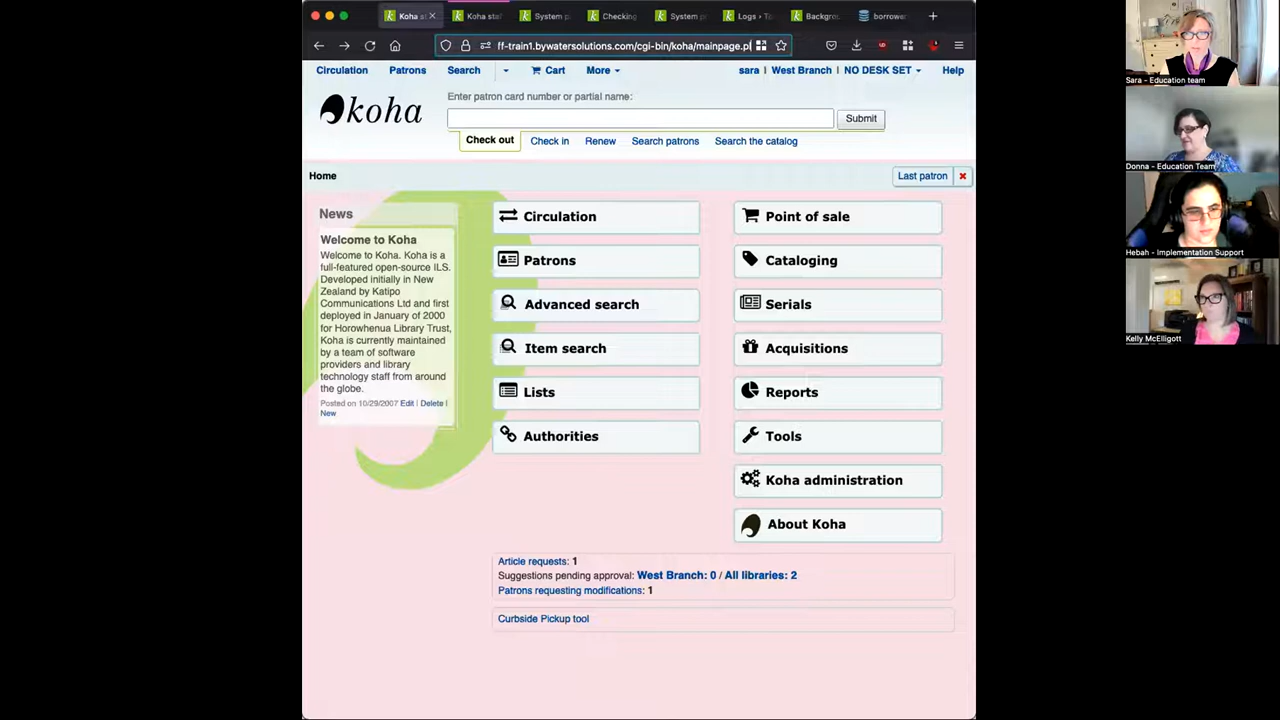 Koha st
Koha staf
System p
Checking
System pr
Logs › To
Backgrou
borrower
ff-train1.bywatersolutions.com/cgi-bin/koha/mainpage.pl
Circulation
Patrons
Search
Cart
More
sara | West Branch | NO DESK SET
Help
koha
Enter patron card number or partial name:
Submit
Check out
Check in
Renew
Search patrons
Search the catalog
Home
Last patron
News
Welcome to Koha
Welcome to Koha. Koha is a
full-featured open-source ILS.
Developed initially in New
Zealand by Katipo
Communications Ltd and first
deployed in January of 2000
for Horowhenua Library Trust,
Koha is currently maintained
by a team of software
providers and library
technology staff from around
the globe.
Posted on 10/29/2007 Edit | Delete |
New
Circulation
Patrons
Advanced search
Item search
Lists
Authorities
Point of sale
Cataloging
Serials
Acquisitions
Reports
Tools
Koha administration
About Koha
Article requests: 1
Suggestions pending approval: West Branch: 0 / All libraries: 2
Patrons requesting modifications: 1
Curbside Pickup tool
Sara - Education team
Donna - Education Team
Hebah - Implementation Support
Kelly McElligott